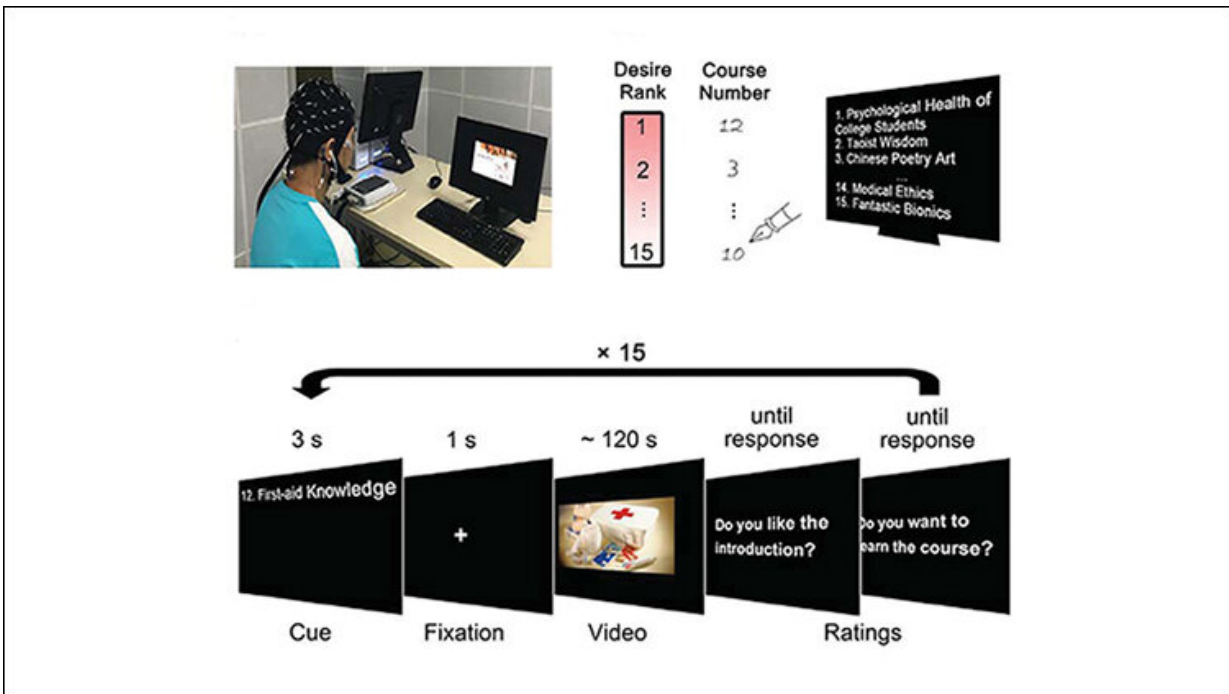 Desire
Rank
Course
Number
1
12
2
3
⋮
⋮
15
10
1. Psychological Health of
College Students
2. Taoist Wisdom
3. Chinese Poetry Art
...
14. Medical Ethics
15. Fantastic Bionics
× 15
3 s
1 s
~ 120 s
until
response
until
response
12. First-aid Knowledge
+
Do you like the
introduction?
Do you want to
earn the course?
Cue
Fixation
Video
Ratings